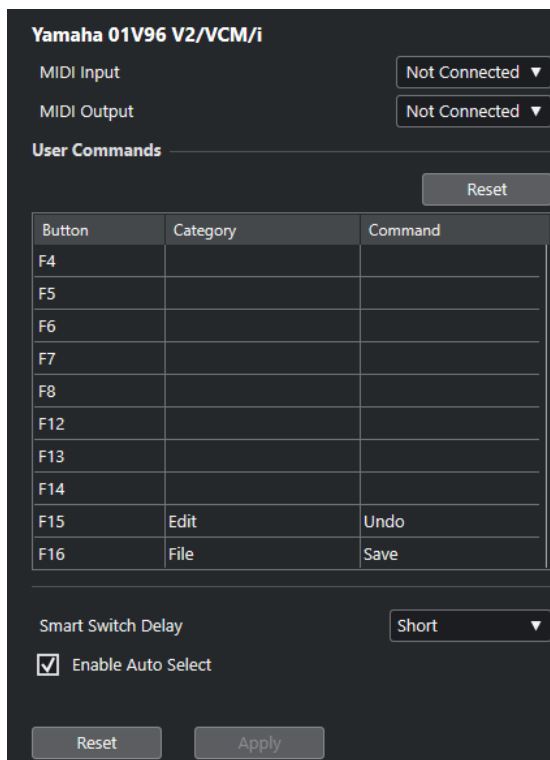 Yamaha 01V96 V2/VCM/i
MIDI Input Not Connected
MIDI Output Not Connected
User Commands
Reset
Button Category Command
F4
F5
F6
F7
F8
F12
F13
F14
F15 Edit Undo
F16 File Save
Smart Switch Delay Short
Enable Auto Select
Reset Apply